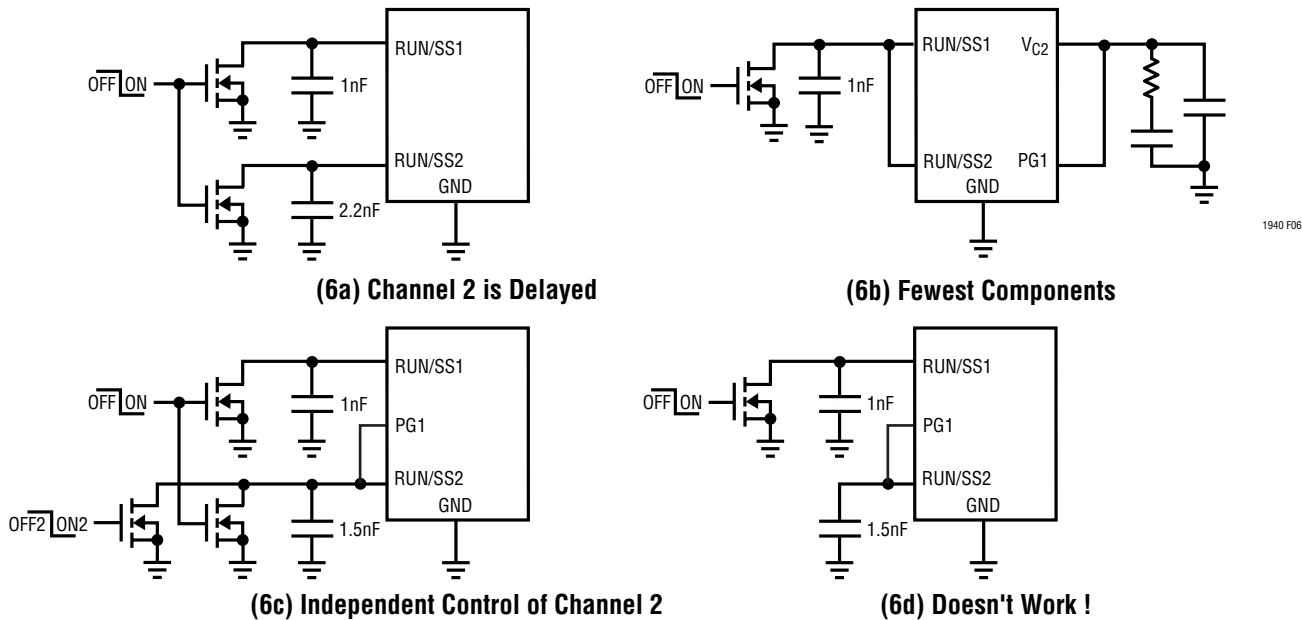 RUN/SS1
OFF ON
1nF
RUN/SS2
GND
2.2nF
(6a) Channel 2 is Delayed
RUN/SS1
VC2
OFF ON
1nF
RUN/SS2
PG1
GND
1940 F06
(6b) Fewest Components
RUN/SS1
OFF ON
1nF
PG1
RUN/SS2
GND
OFF2 ON2
1.5nF
(6c) Independent Control of Channel 2
RUN/SS1
OFF ON
1nF
PG1
RUN/SS2
GND
1.5nF
(6d) Doesn't Work !